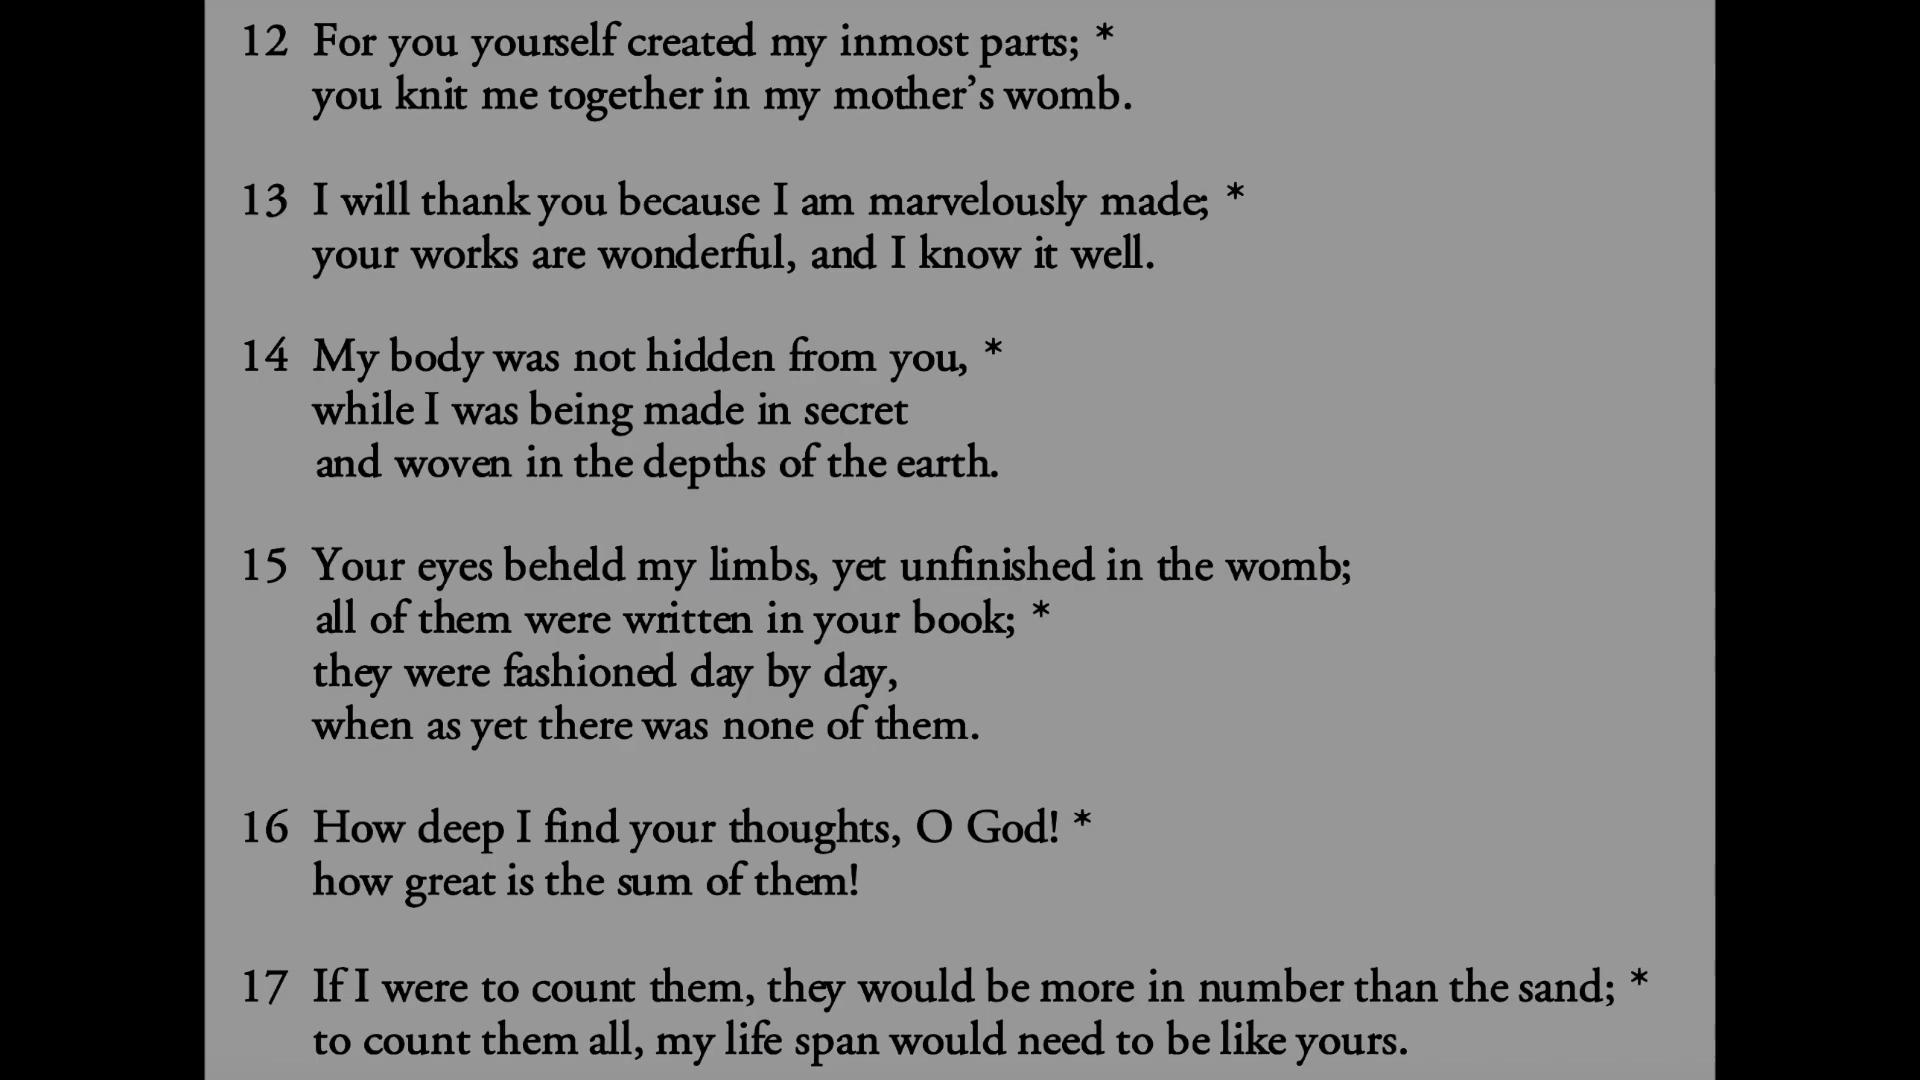 12 For you yourself created my inmost parts; *
you knit me together in my mother’s womb.
13 I will thank you because I am marvelously made; *
your works are wonderful, and I know it well.
14 My body was not hidden from you, *
while I was being made in secret
and woven in the depths of the earth.
15 Your eyes beheld my limbs, yet unfinished in the womb;
all of them were written in your book; *
they were fashioned day by day,
when as yet there was none of them.
16 How deep I find your thoughts, O God! *
how great is the sum of them!
17 If I were to count them, they would be more in number than the sand; *
to count them all, my life span would need to be like yours.